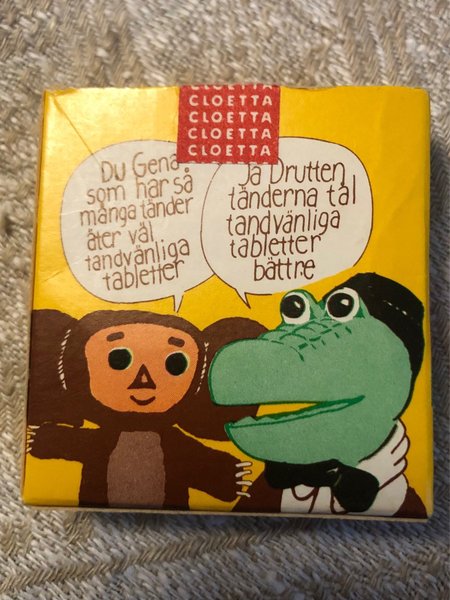 CLOETTA
CLOETTA
CLOETTA
CLOETTA
CLOETTA
Du Gena
som har så
många tänder
äter väl
tandvänliga
tabletter
Ja Drutten
tänderna tål
tandvänliga
tabletter
bättre